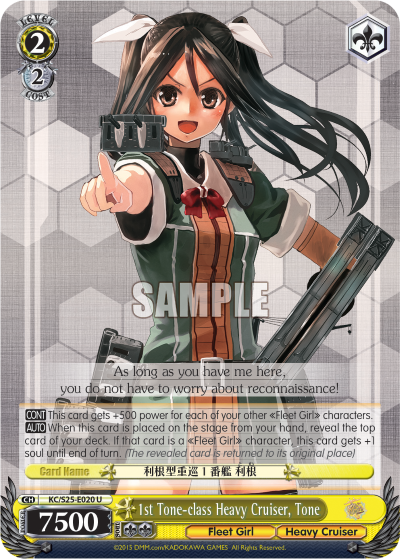 LEVEL
2
2
COST
SAMPLE
As long as you have me here,
you do not have to worry about reconnaissance!
CONT This card gets +500 power for each of your other «Fleet Girl» characters.
AUTO When this card is placed on the stage from your hand, reveal the top
card of your deck. If that card is a «Fleet Girl» character, this card gets +1
soul until end of turn. (The revealed card is returned to its original place)
Card Name 利根型重巡1番艦 利根
CH KC/S25-E020 U
1st Tone-class Heavy Cruiser, Tone
POWER 7500 SOUL
Fleet Girl Heavy Cruiser
©2015 DMM.com/KADOKAWA GAMES All Rights Reserved.